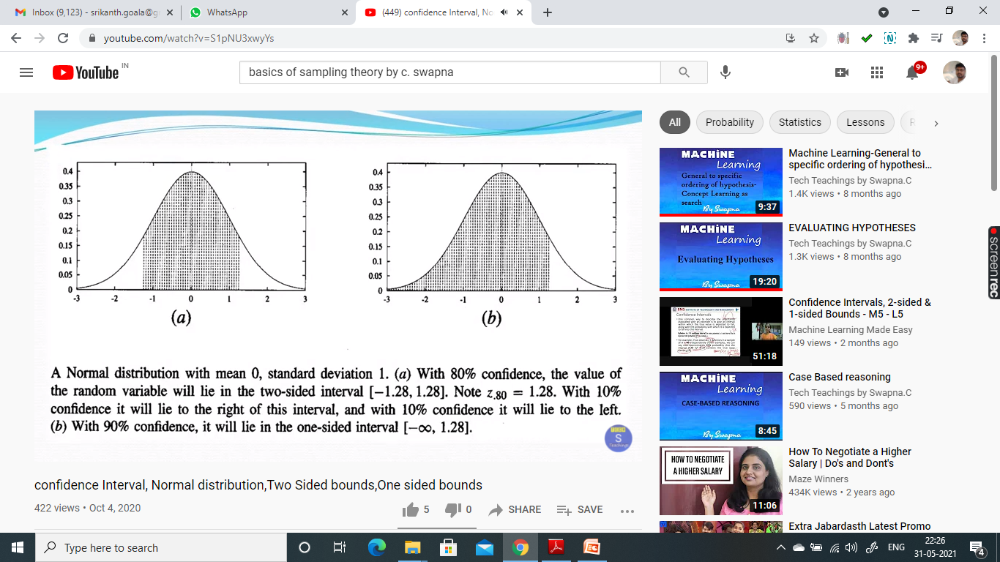 Inbox (9,123) - srikanth.goala@g
WhatsApp
(449) confidence Interval, No
youtube.com/watch?v=S1pNU3xwyYs
YouTube IN
basics of sampling theory by c. swapna
9+
0.4
0.35
0.3
0.25
0.2
0.15
0.1
0.05
0
-3 -2 -1 0 1 2 3
(a)
0.4
0.35
0.3
0.25
0.2
0.15
0.1
0.05
0
-3 -2 -1 0 1 2 3
(b)
A Normal distribution with mean 0, standard deviation 1. (a) With 80% confidence, the value of
the random variable will lie in the two-sided interval [−1.28, 1.28]. Note z.80 = 1.28. With 10%
confidence it will lie to the right of this interval, and with 10% confidence it will lie to the left.
(b) With 90% confidence, it will lie in the one-sided interval [−∞, 1.28].
S
Teachings
confidence Interval, Normal distribution,Two Sided bounds,One sided bounds
422 views • Oct 4, 2020
5 0 SHARE SAVE
All Probability Statistics Lessons R
MACHiNE
Learning
General to specific
ordering of hypothesis-
Concept Learning as
search
By Swapna
9:37
Machine Learning-General to
specific ordering of hypothesi...
Tech Teachings by Swapna.C
1.4K views • 8 months ago
MACHiNE
Learning
Evaluating Hypotheses
By Swapna
19:20
EVALUATING HYPOTHESES
Tech Teachings by Swapna.C
1.3K views • 8 months ago
Confidence Intervals
51:18
Confidence Intervals, 2-sided &
1-sided Bounds - M5 - L5
Machine Learning Made Easy
149 views • 2 months ago
MACHiNE
Learning
CASE-BASED REASONING
By Swapna
8:45
Case Based reasoning
Tech Teachings by Swapna.C
590 views • 5 months ago
HOW TO NEGOTIATE
A HIGHER SALARY
11:06
How To Negotiate a Higher
Salary | Do's and Dont's
Maze Winners
434K views • 2 years ago
Extra Jabardasth Latest Promo
screenrec
Type here to search
ENG
22:26
31-05-2021
4